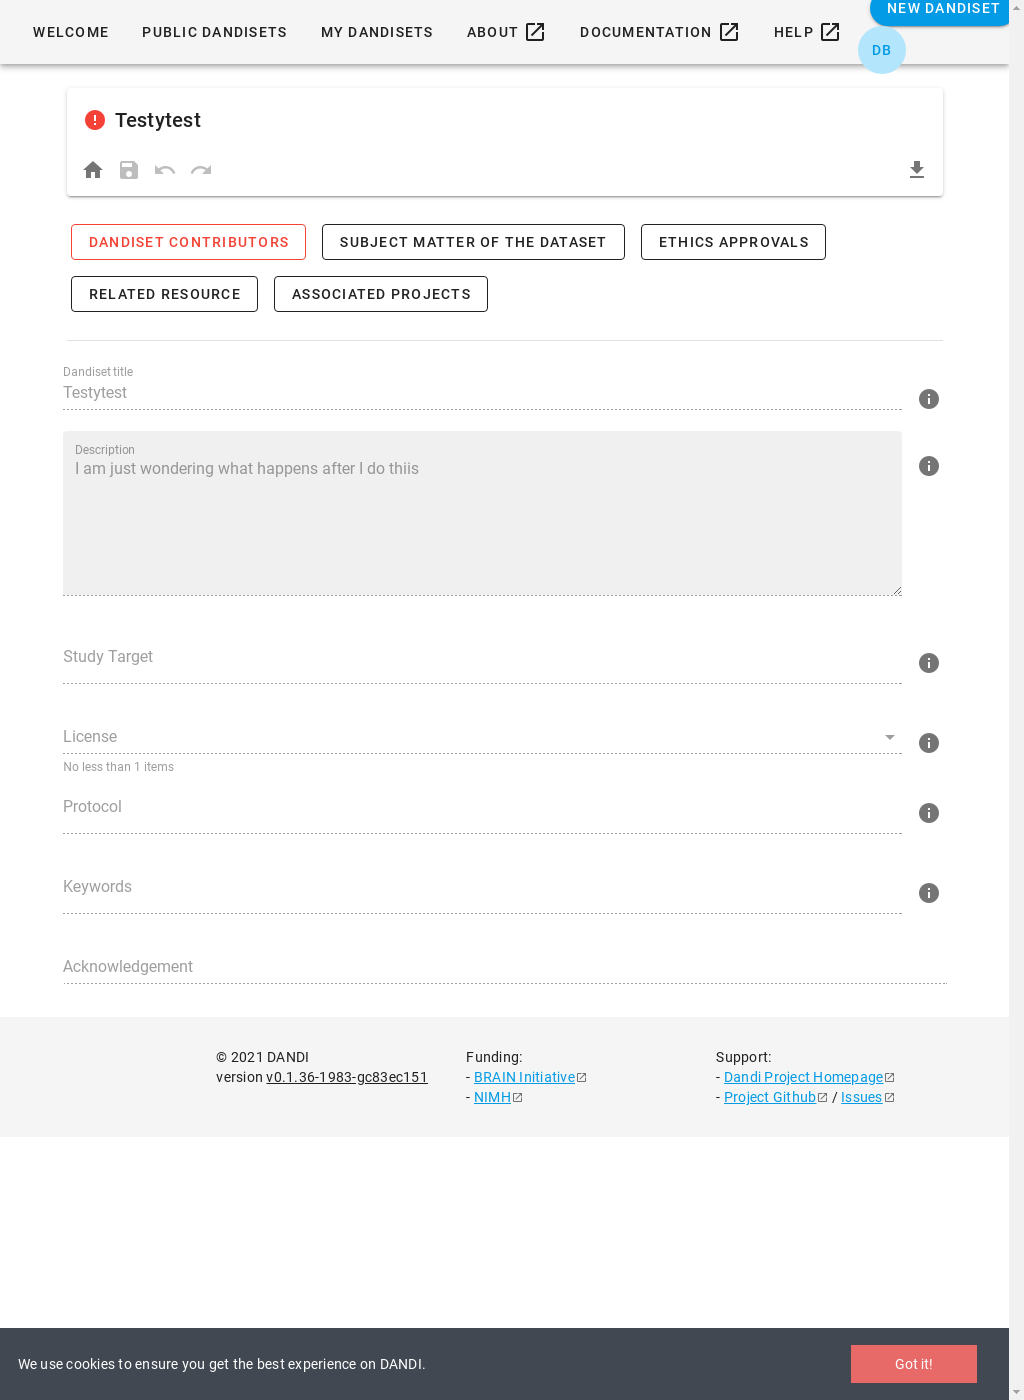 NEW DANDISET
WELCOME PUBLIC DANDISETS MY DANDISETS ABOUT DOCUMENTATION HELP
DB
Testytest
DANDISET CONTRIBUTORS SUBJECT MATTER OF THE DATASET ETHICS APPROVALS
RELATED RESOURCE ASSOCIATED PROJECTS
Dandiset title
Testytest
Description
I am just wondering what happens after I do thiis
Study Target
License
No less than 1 items
Protocol
Keywords
Acknowledgement
© 2021 DANDI
version v0.1.36-1983-gc83ec151
Funding:
- BRAIN Initiative
- NIMH
Support:
- Dandi Project Homepage
- Project Github / Issues
We use cookies to ensure you get the best experience on DANDI.
Got it!